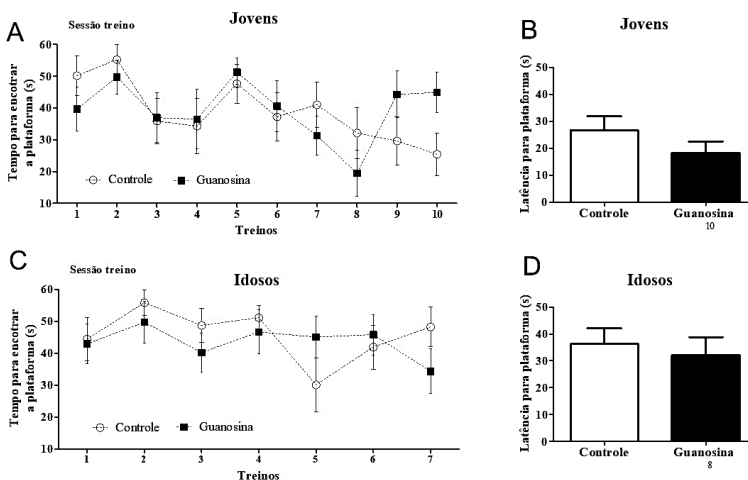 A
Jovens
Sessão treino
Tempo para encotrar
a plataforma (s)
60
50
40
30
20
10
Controle
Guanosina
1 2 3 4 5 6 7 8 9 10
Treinos
B
Jovens
Latência para plataforma (s)
50
40
30
20
10
0
Controle
Guanosina
10
C
Sessão treino
Idosos
Tempo para encotrar
a plataforma (s)
60
50
40
30
20
10
Controle
Guanosina
1 2 3 4 5 6 7
Treinos
D
Idosos
Latência para plataforma (s)
50
40
30
20
10
0
Controle
Guanosina
8